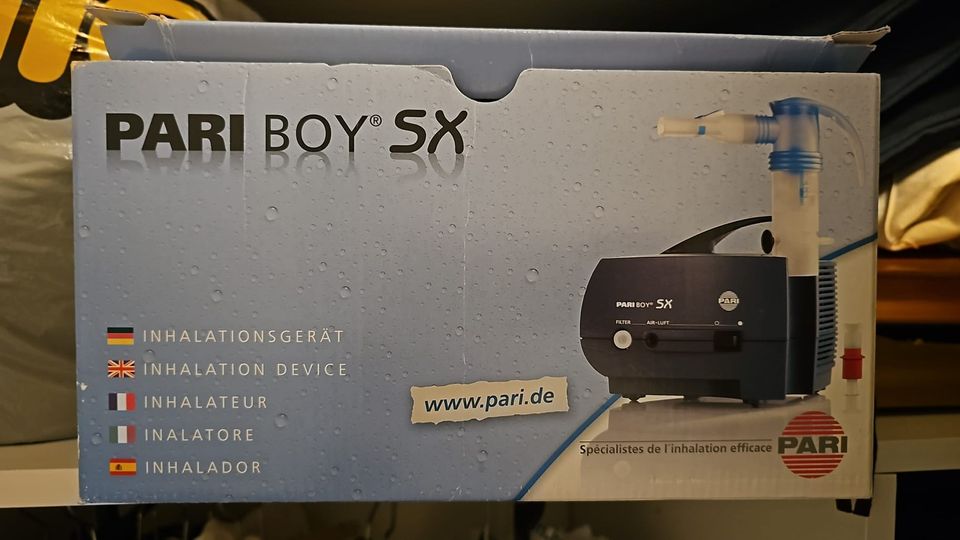 PARI BOY® SX
INHALATIONSGERÄT
INHALATION DEVICE
INHALATEUR
INALATORE
INHALADOR
www.pari.de
PARI BOY® SX
PARI
FILTER AIR-LUFT
Spécialistes de l'inhalation efficace
PARI